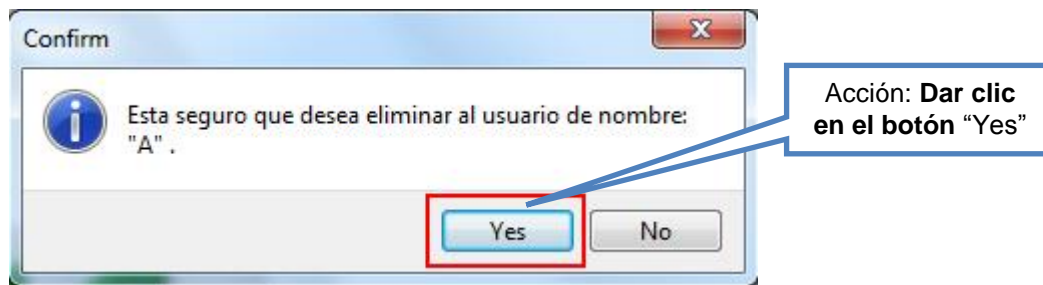 Confirm
Esta seguro que desea eliminar al usuario de nombre:
"A" .
Yes
No
Acción: Dar clic
en el botón “Yes”